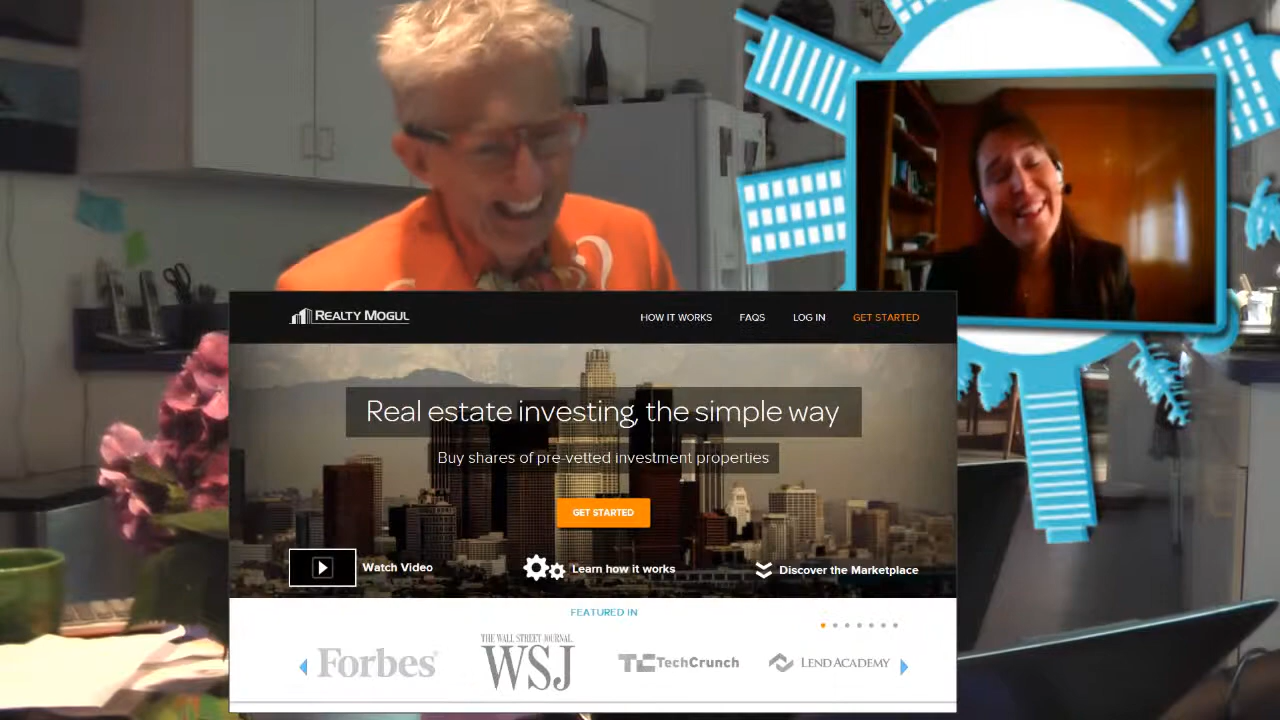 REALTY MOGUL
HOW IT WORKS FAQS LOG IN GET STARTED
Real estate investing, the simple way
Buy shares of pre-vetted investment properties
GET STARTED
Watch Video Learn how it works Discover the Marketplace
FEATURED IN
Forbes
THE WALL STREET JOURNAL
WSJ
TC TechCrunch
LEND ACADEMY